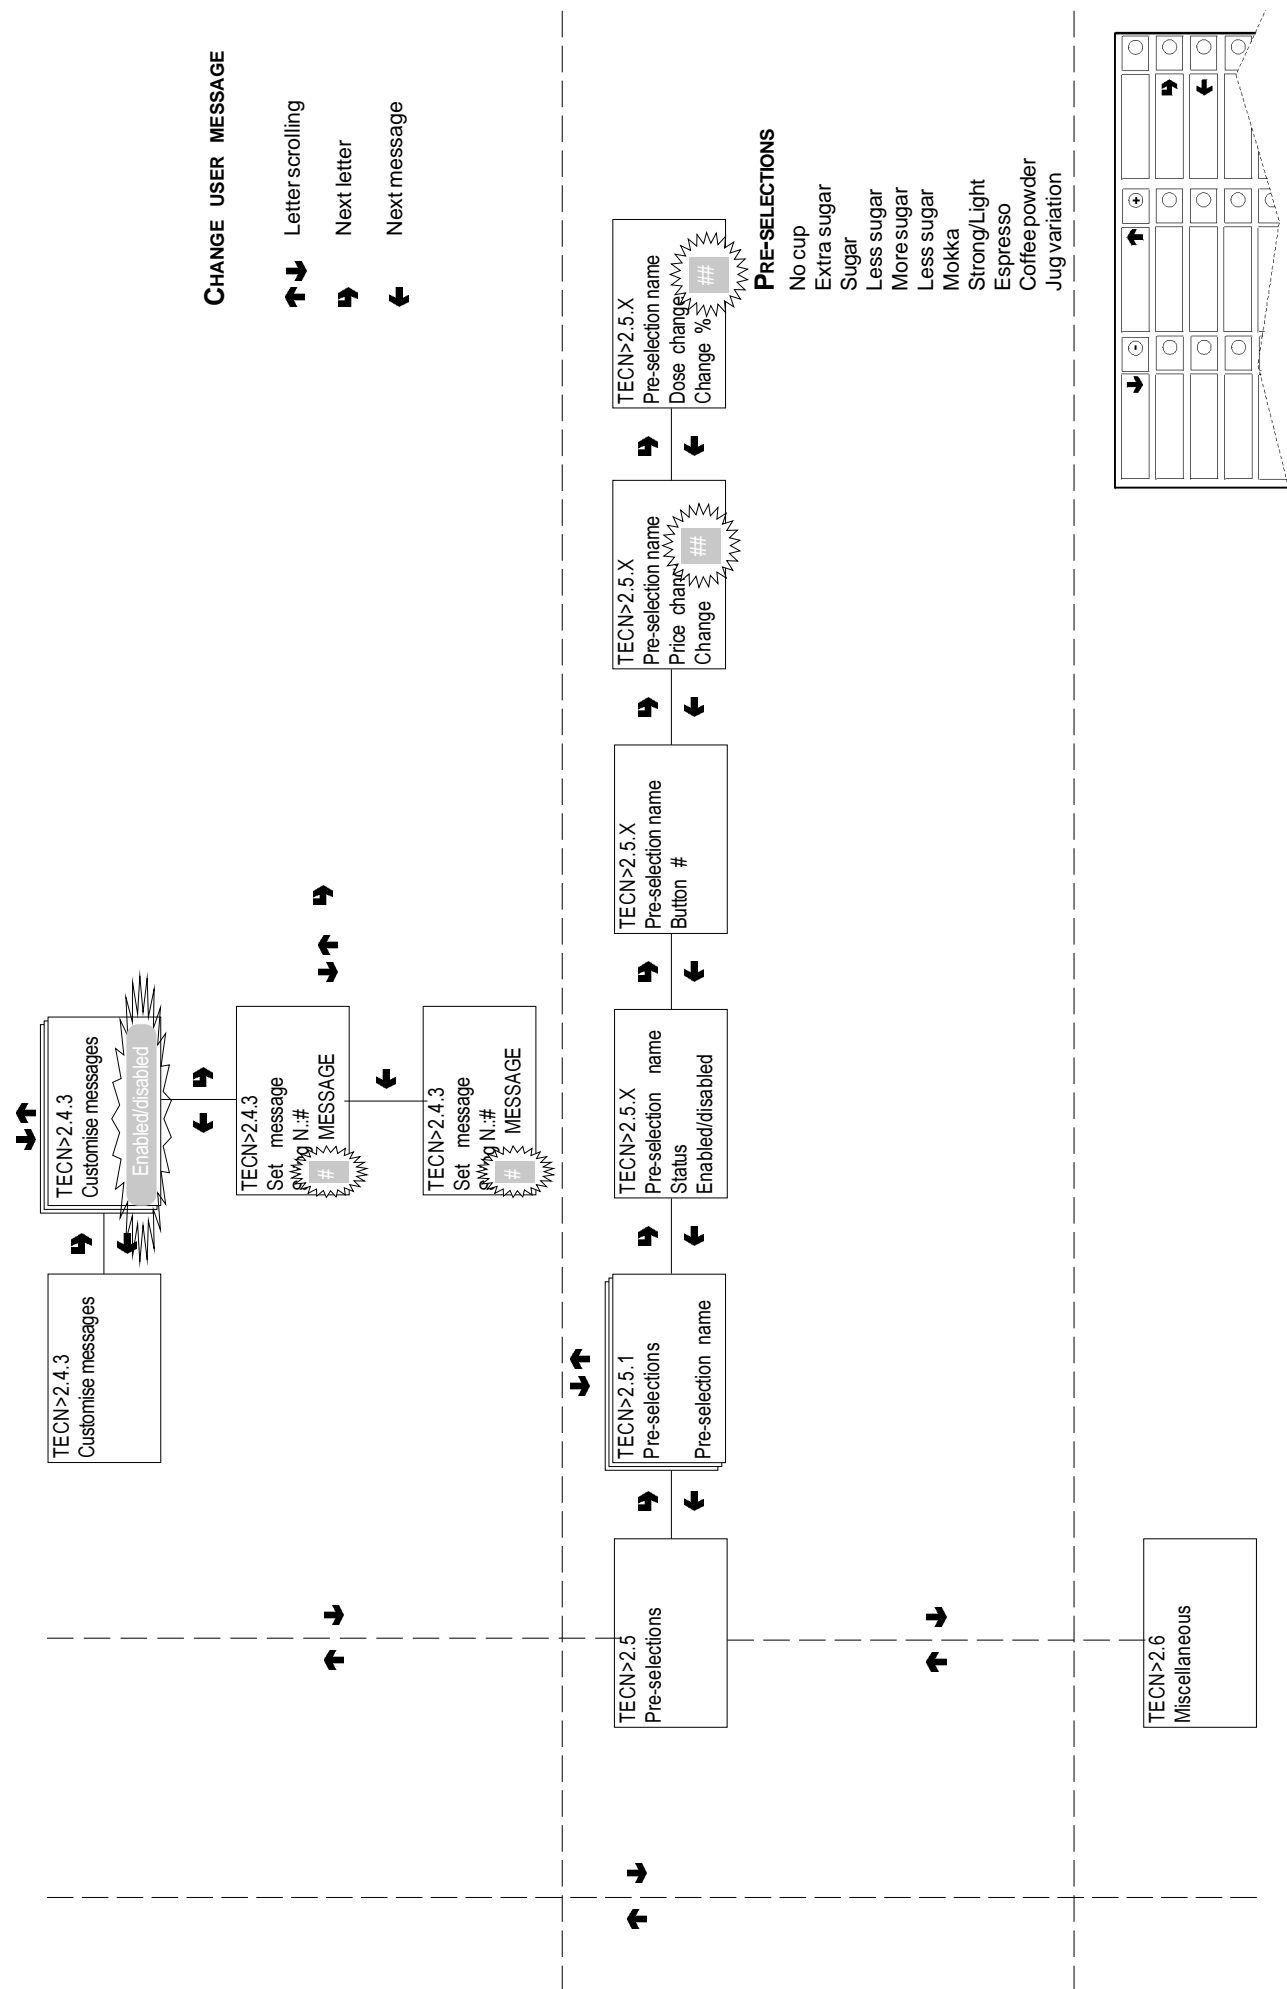 TECN>2.4.3
Customise messages
TECN>2.4.3
Customise messages
Enabled/disabled
TECN>2.4.3
Set message
g N.:#
# MESSAGE
TECN>2.4.3
Set message
g N.:#
# MESSAGE
CHANGE USER MESSAGE
Letter scrolling
Next letter
Next message
TECN>2.5
Pre-selections
TECN>2.5.1
Pre-selections
Pre-selection name
TECN>2.5.X
Pre-selection name
Status
Enabled/disabled
TECN>2.5.X
Pre-selection name
Button #
TECN>2.5.X
Pre-selection name
Price chan
Change ##
TECN>2.5.X
Pre-selection name
Dose change
Change % ##
PRE-SELECTIONS
No cup
Extra sugar
Sugar
Less sugar
More sugar
Less sugar
Mokka
Strong/Light
Espresso
Coffee powder
Jug variation
TECN>2.6
Miscellaneous
- +